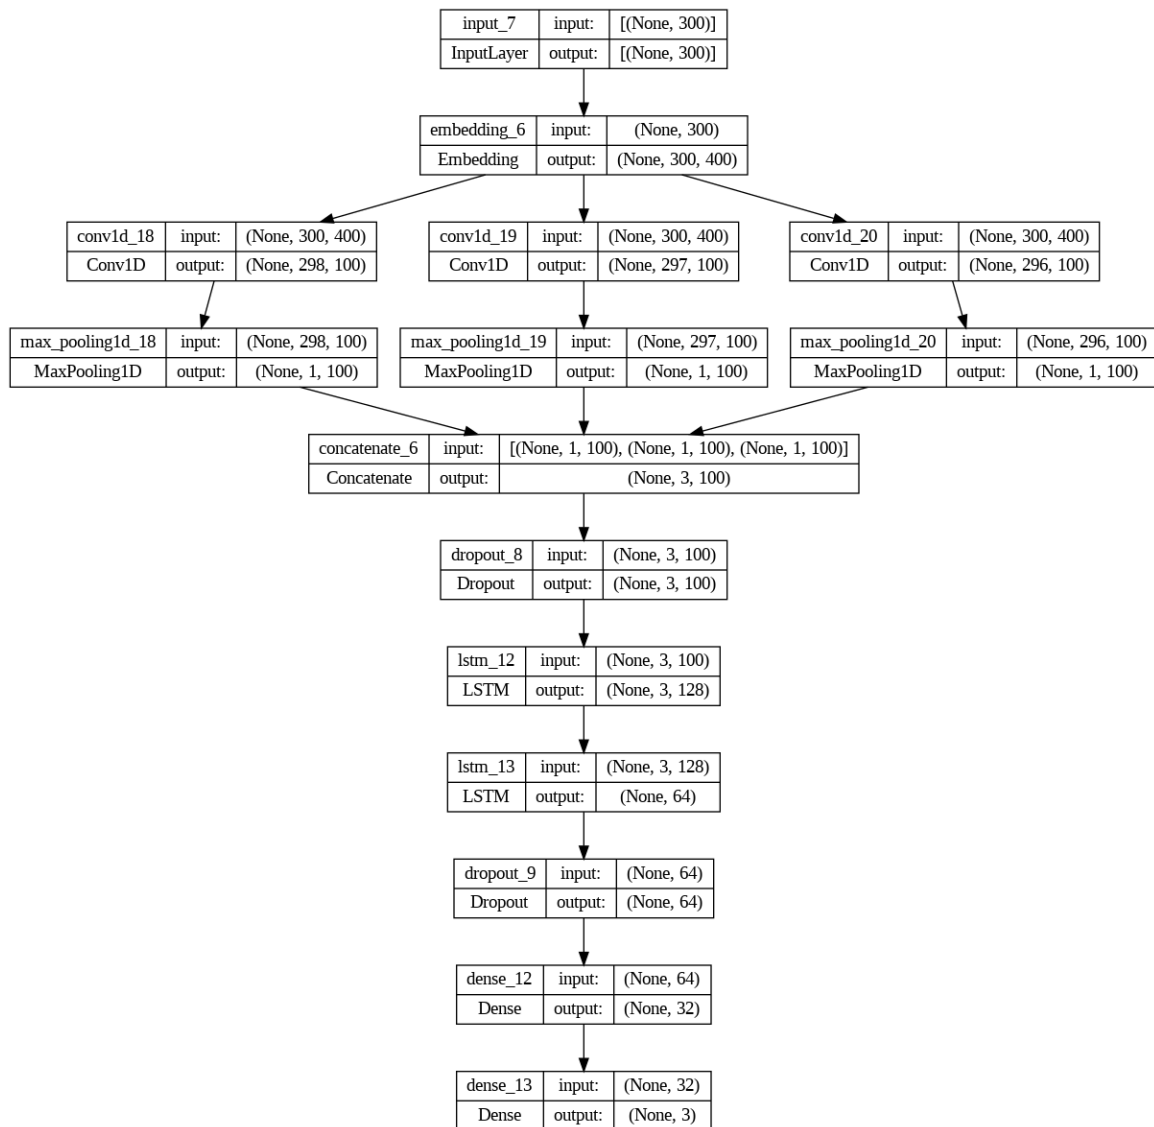 input_7 input: [(None, 300)]
InputLayer output: [(None, 300)]
embedding_6 input: (None, 300)
Embedding output: (None, 300, 400)
conv1d_18 input: (None, 300, 400)
Conv1D output: (None, 298, 100)
conv1d_19 input: (None, 300, 400)
Conv1D output: (None, 297, 100)
conv1d_20 input: (None, 300, 400)
Conv1D output: (None, 296, 100)
max_pooling1d_18 input: (None, 298, 100)
MaxPooling1D output: (None, 1, 100)
max_pooling1d_19 input: (None, 297, 100)
MaxPooling1D output: (None, 1, 100)
max_pooling1d_20 input: (None, 296, 100)
MaxPooling1D output: (None, 1, 100)
concatenate_6 input: [(None, 1, 100), (None, 1, 100), (None, 1, 100)]
Concatenate output: (None, 3, 100)
dropout_8 input: (None, 3, 100)
Dropout output: (None, 3, 100)
lstm_12 input: (None, 3, 100)
LSTM output: (None, 3, 128)
lstm_13 input: (None, 3, 128)
LSTM output: (None, 64)
dropout_9 input: (None, 64)
Dropout output: (None, 64)
dense_12 input: (None, 64)
Dense output: (None, 32)
dense_13 input: (None, 32)
Dense output: (None, 3)